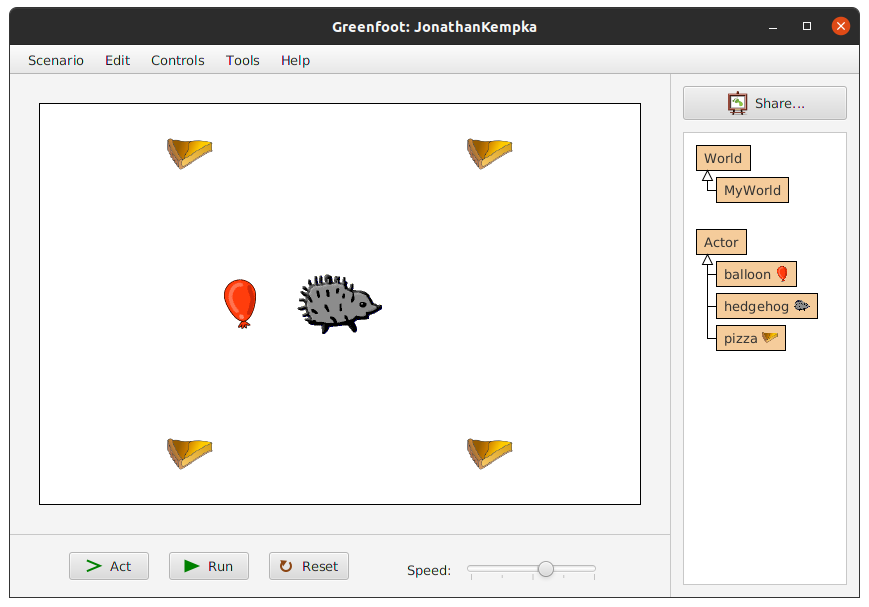 Greenfoot: JonathanKempka
Scenario Edit Controls Tools Help
Share...
World
MyWorld
Actor
balloon
hedgehog
pizza
Act Run Reset Speed: